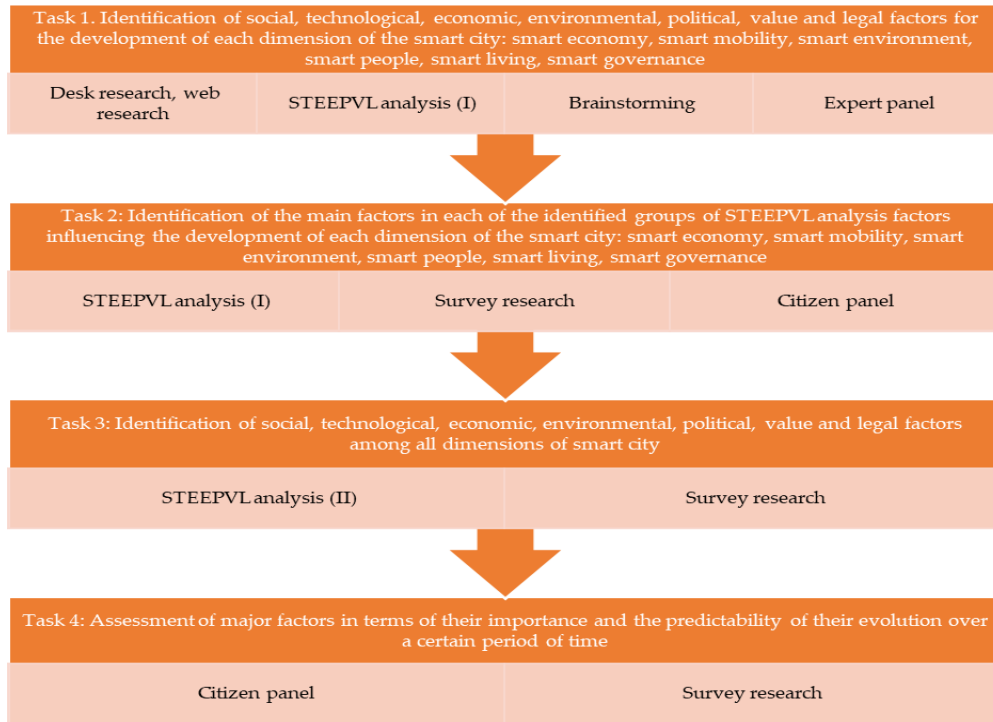 Task 1. Identification of social, technological, economic, environmental, political, value and legal factors for
the development of each dimension of the smart city: smart economy, smart mobility, smart environment,
smart people, smart living, smart governance
Desk research, web
research
STEEPVL analysis (I)
Brainstorming
Expert panel
Task 2: Identification of the main factors in each of the identified groups of STEEPVL analysis factors
influencing the development of each dimension of the smart city: smart economy, smart mobility, smart
environment, smart people, smart living, smart governance
STEEPVL analysis (I)
Survey research
Citizen panel
Task 3: Identification of social, technological, economic, environmental, political, value and legal factors
among all dimensions of smart city
STEEPVL analysis (II)
Survey research
Task 4: Assessment of major factors in terms of their importance and the predictability of their evolution over
a certain period of time
Citizen panel
Survey research